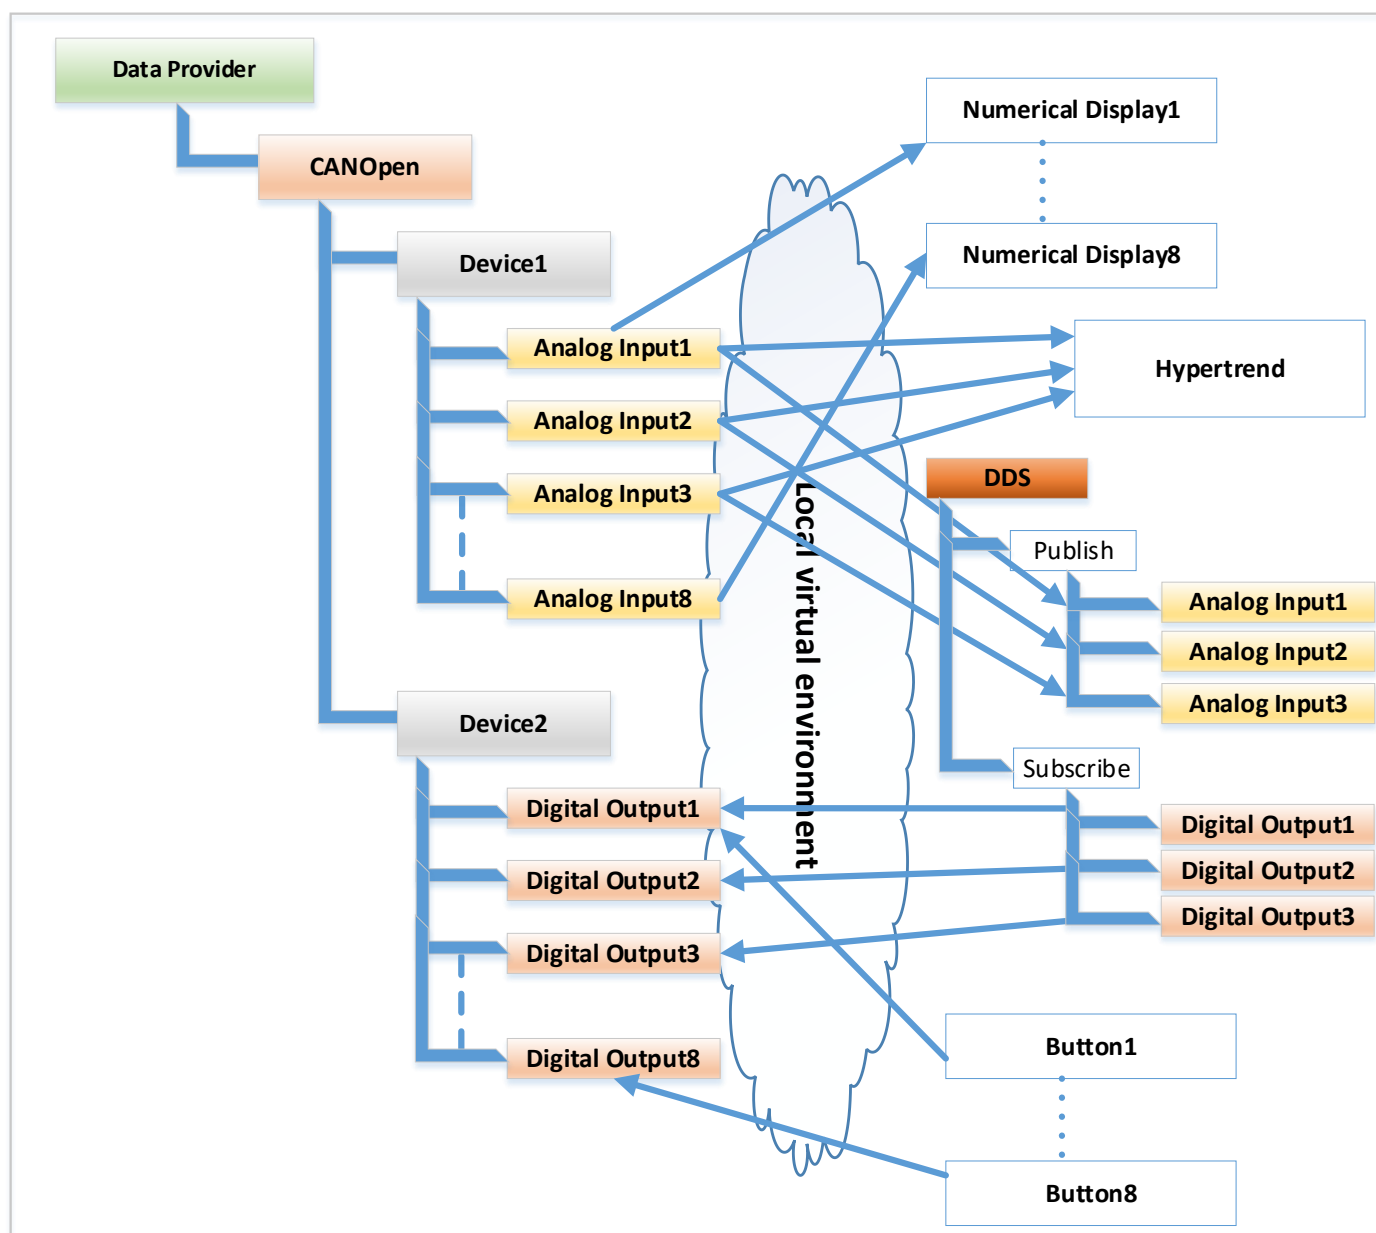 Data Provider
CANOpen
Device1
Analog Input1
Analog Input2
Analog Input3
Analog Input8
Device2
Digital Output1
Digital Output2
Digital Output3
Digital Output8
Local virtual environment
Numerical Display1
Numerical Display8
Hypertrend
DDS
Publish
Analog Input1
Analog Input2
Analog Input3
Subscribe
Digital Output1
Digital Output2
Digital Output3
Button1
Button8